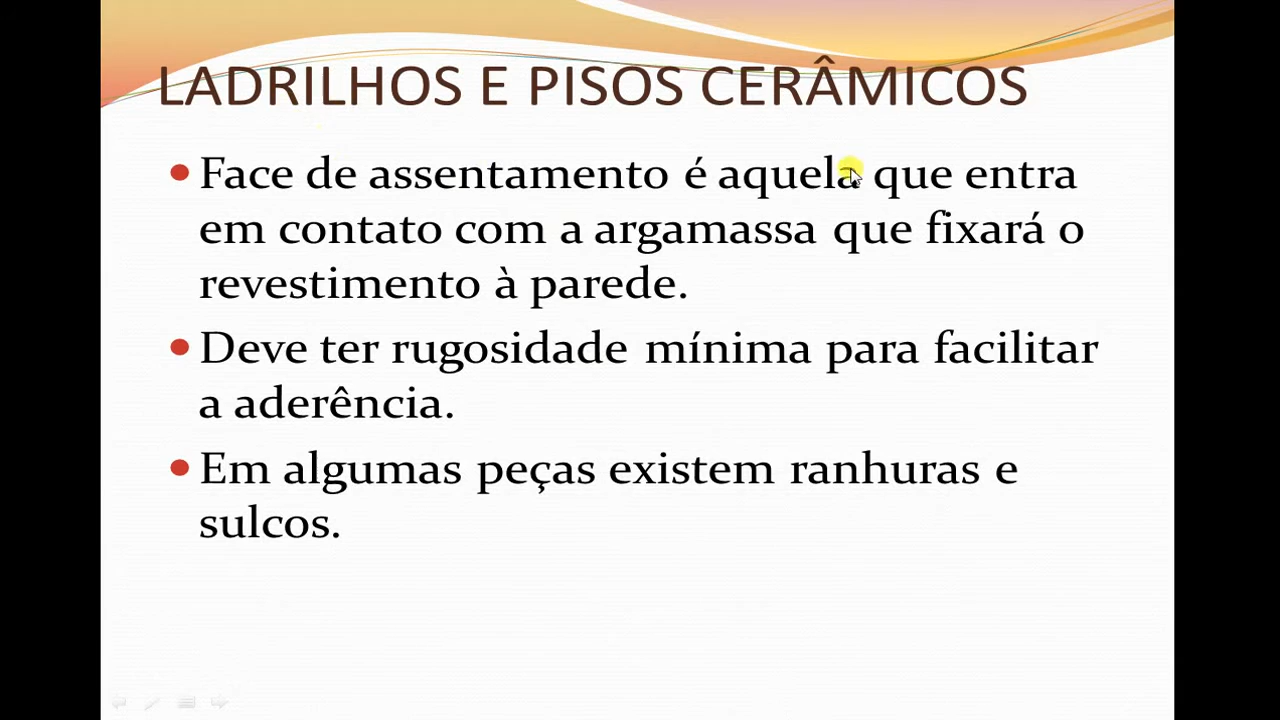 LADRILHOS E PISOS CERÂMICOS
• Face de assentamento é aquela que entra
em contato com a argamassa que fixará o
revestimento à parede.
• Deve ter rugosidade mínima para facilitar
a aderência.
• Em algumas peças existem ranhuras e
sulcos.